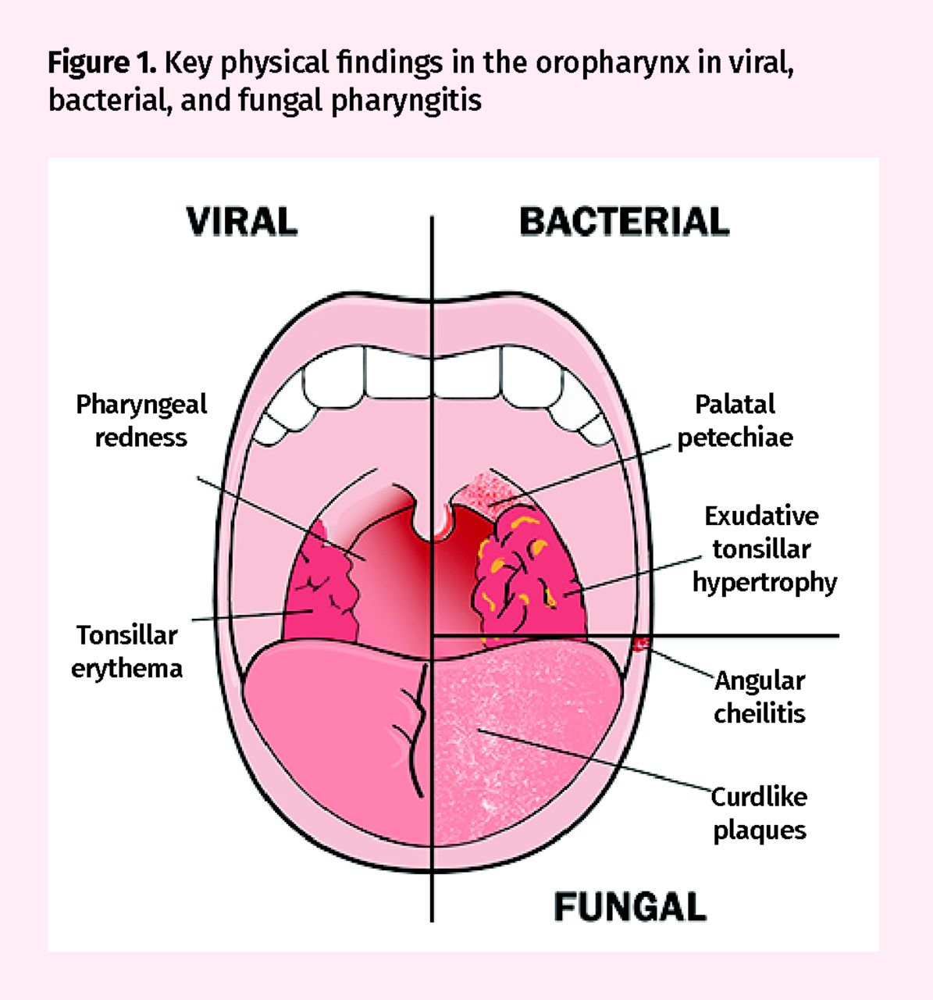 Figure 1. Key physical findings in the oropharynx in viral,
bacterial, and fungal pharyngitis
VIRAL
BACTERIAL
Pharyngeal
redness
Palatal
petechiae
Exudative
tonsillar
hypertrophy
Tonsillar
erythema
Angular
cheilitis
Curdlike
plaques
FUNGAL